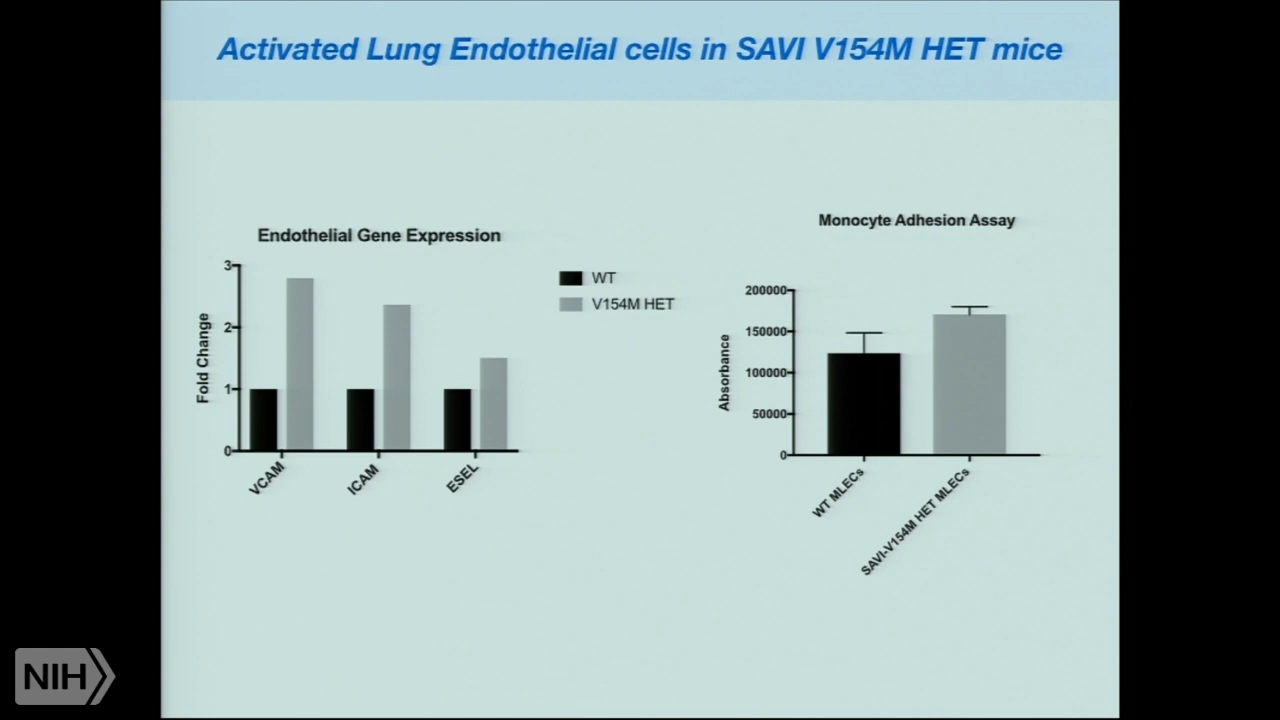 Activated Lung Endothelial cells in SAVI V154M HET mice
Endothelial Gene Expression
Fold Change
3
2
1
0
VCAM
ICAM
ESEL
WT
V154M HET
Monocyte Adhesion Assay
Absorbance
200000
150000
100000
50000
0
WT MLECs
SAVI-V154M HET MLECs
NIH